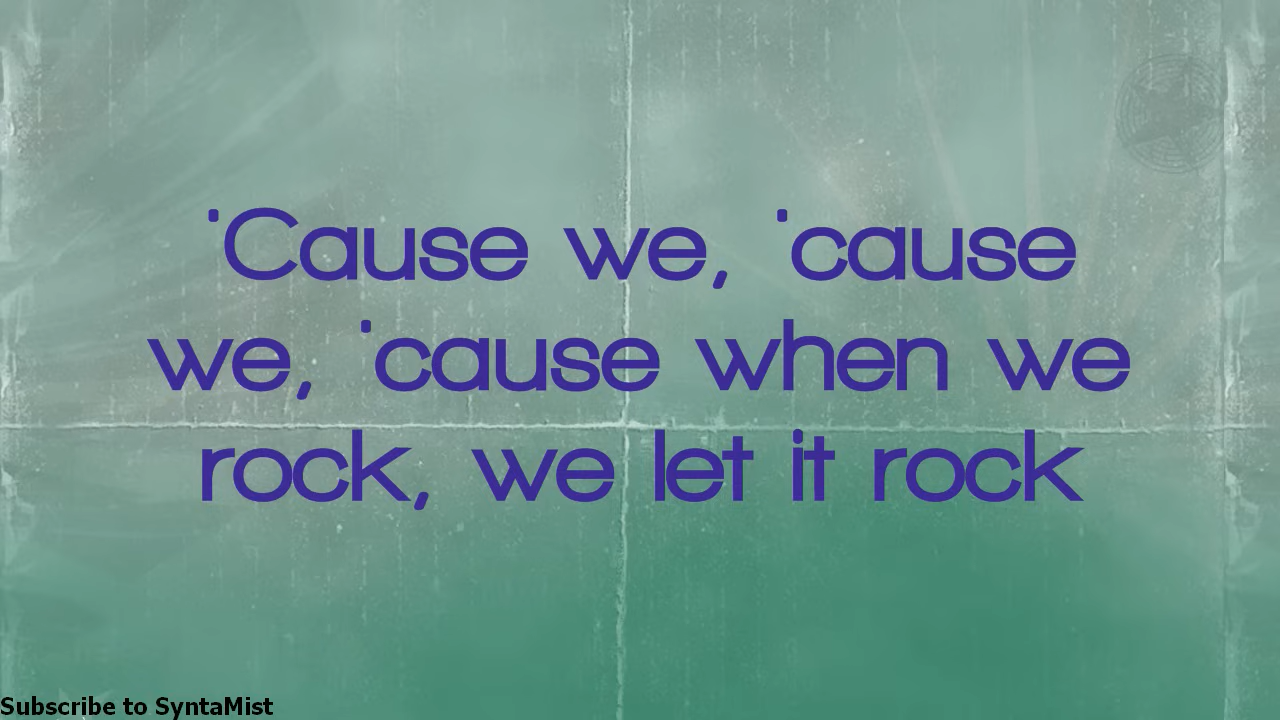 'Cause we, 'cause
we, 'cause when we
rock, we let it rock
Subscribe to SyntaMist